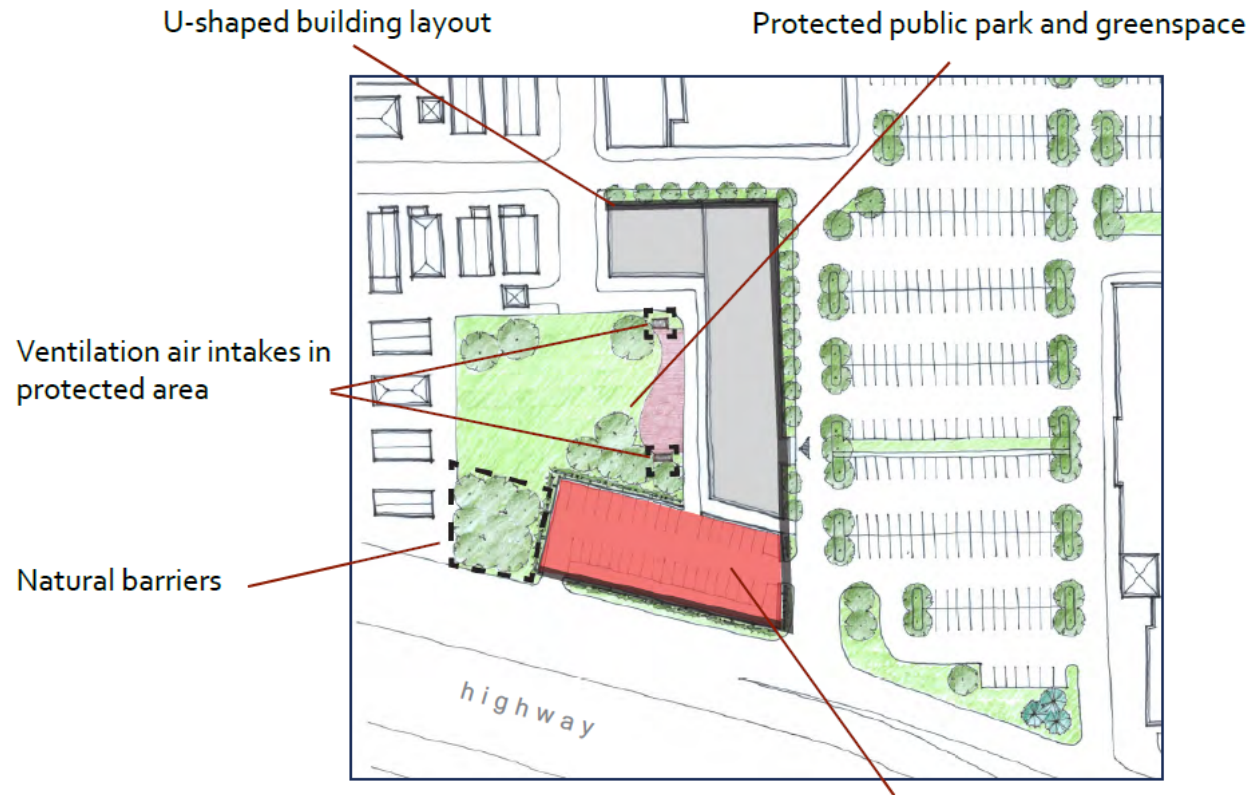 U-shaped building layout
Protected public park and greenspace
Ventilation air intakes in
protected area
Natural barriers
highway